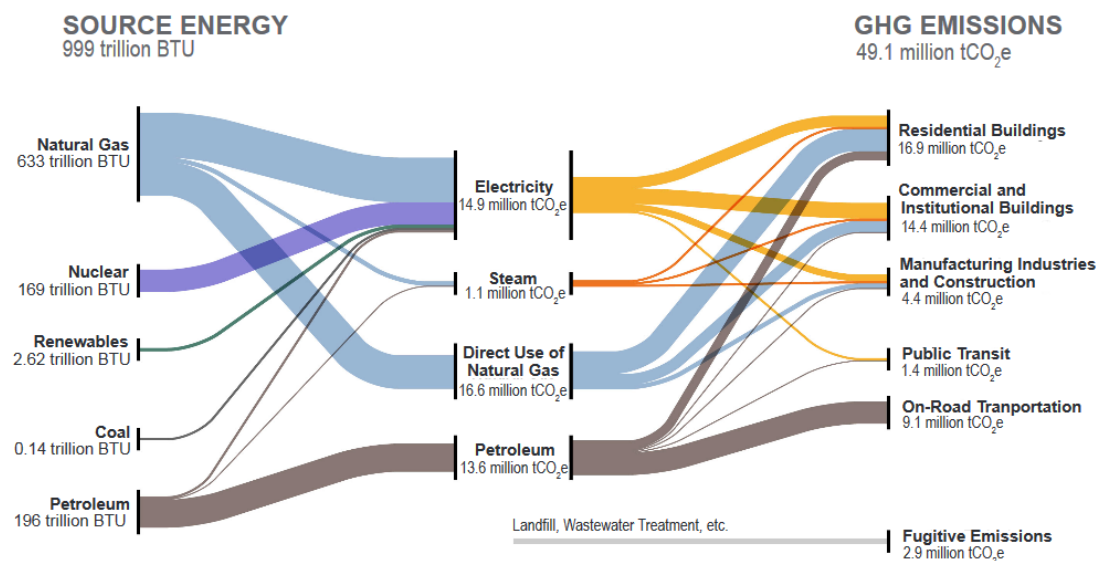 SOURCE ENERGY
999 trillion BTU
GHG EMISSIONS
49.1 million tCO₂e
Natural Gas
633 trillion BTU
Nuclear
169 trillion BTU
Renewables
2.62 trillion BTU
Coal
0.14 trillion BTU
Petroleum
196 trillion BTU
Electricity
14.9 million tCO₂e
Steam
1.1 million tCO₂e
Direct Use of
Natural Gas
16.6 million tCO₂e
Petroleum
13.6 million tCO₂e
Residential Buildings
16.9 million tCO₂e
Commercial and
Institutional Buildings
14.4 million tCO₂e
Manufacturing Industries
and Construction
4.4 million tCO₂e
Public Transit
1.4 million tCO₂e
On-Road Tranportation
9.1 million tCO₂e
Landfill, Wastewater Treatment, etc.
Fugitive Emissions
2.9 million tCO₂e